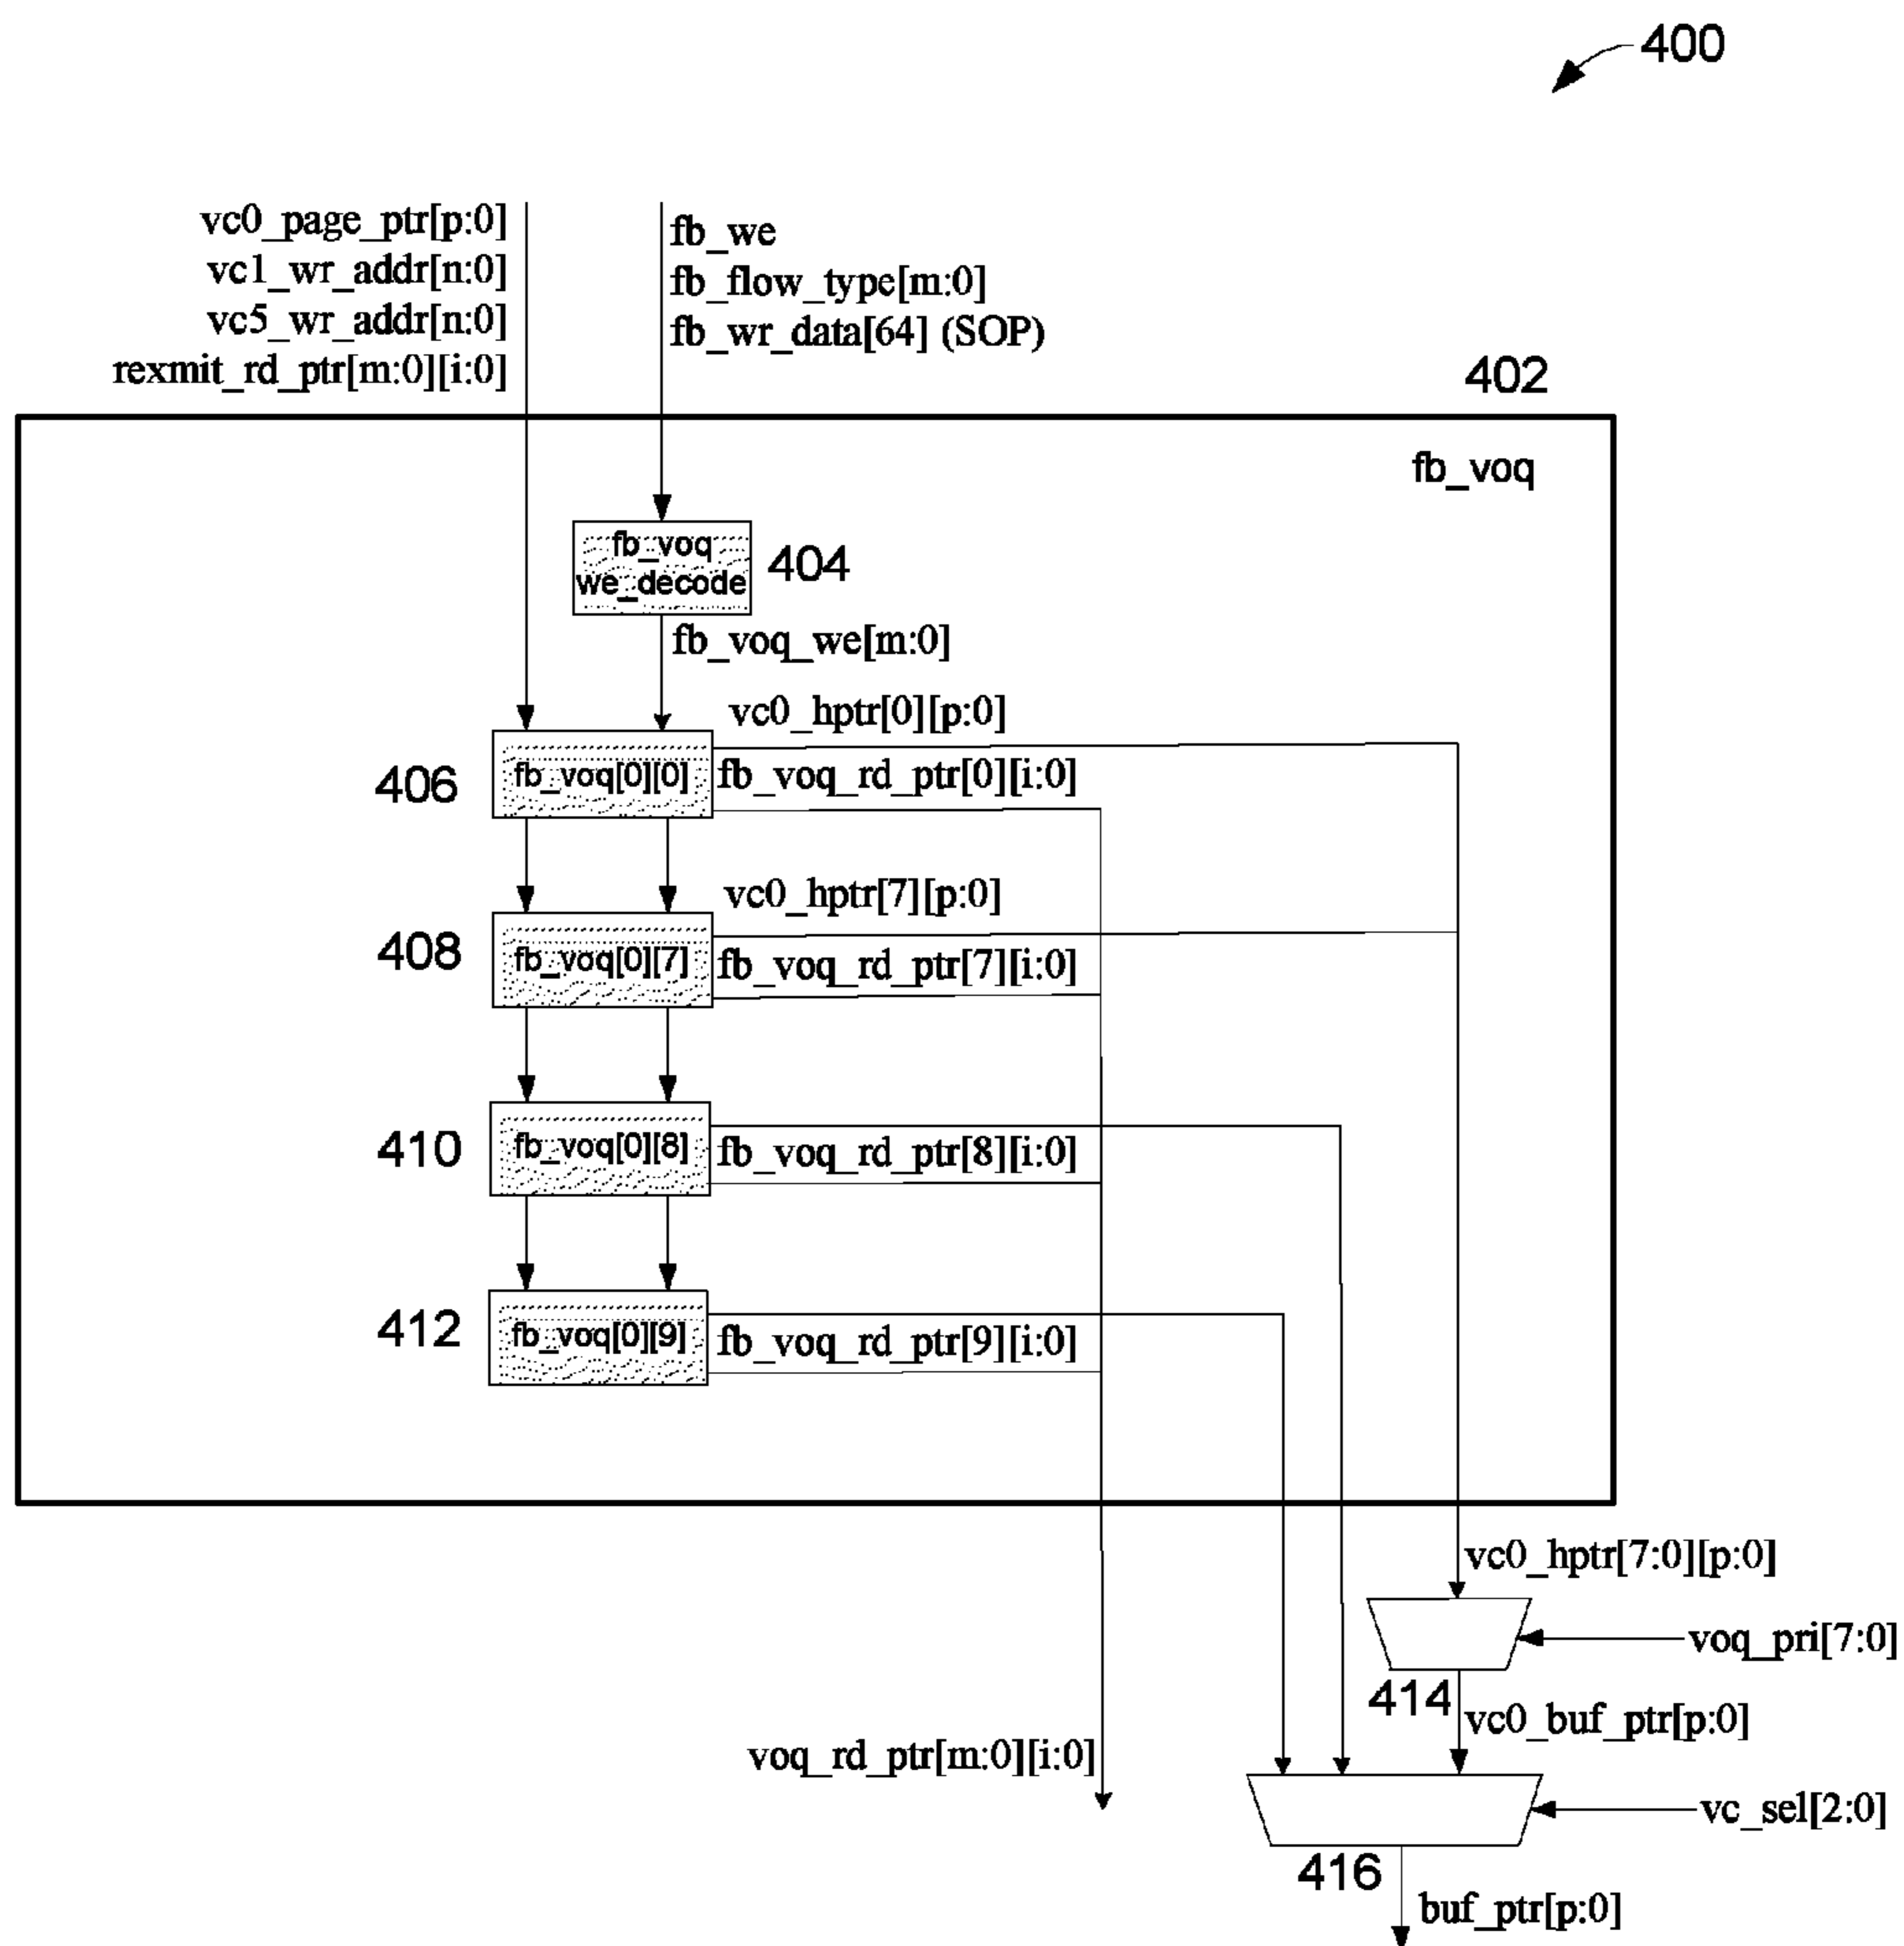 400
vc0_page_ptr[p:0]
vc1_wr_addr[n:0]
vc5_wr_addr[n:0]
rexmit_rd_ptr[m:0][i:0]
fb_we
fb_flow_type[m:0]
fb_wr_data[64] (SOP)
402
fb_voq
fb_voq
we_decode
404
fb_voq_we[m:0]
vc0_hptr[0][p:0]
406
fb_voq[0][0]
fb_voq_rd_ptr[0][i:0]
vc0_hptr[7][p:0]
408
fb_voq[0][7]
fb_voq_rd_ptr[7][i:0]
410
fb_voq[0][8]
fb_voq_rd_ptr[8][i:0]
412
fb_voq[0][9]
fb_voq_rd_ptr[9][i:0]
vc0_hptr[7:0][p:0]
voq_pri[7:0]
414
vc0_buf_ptr[p:0]
voq_rd_ptr[m:0][i:0]
vc_sel[2:0]
416
buf_ptr[p:0]